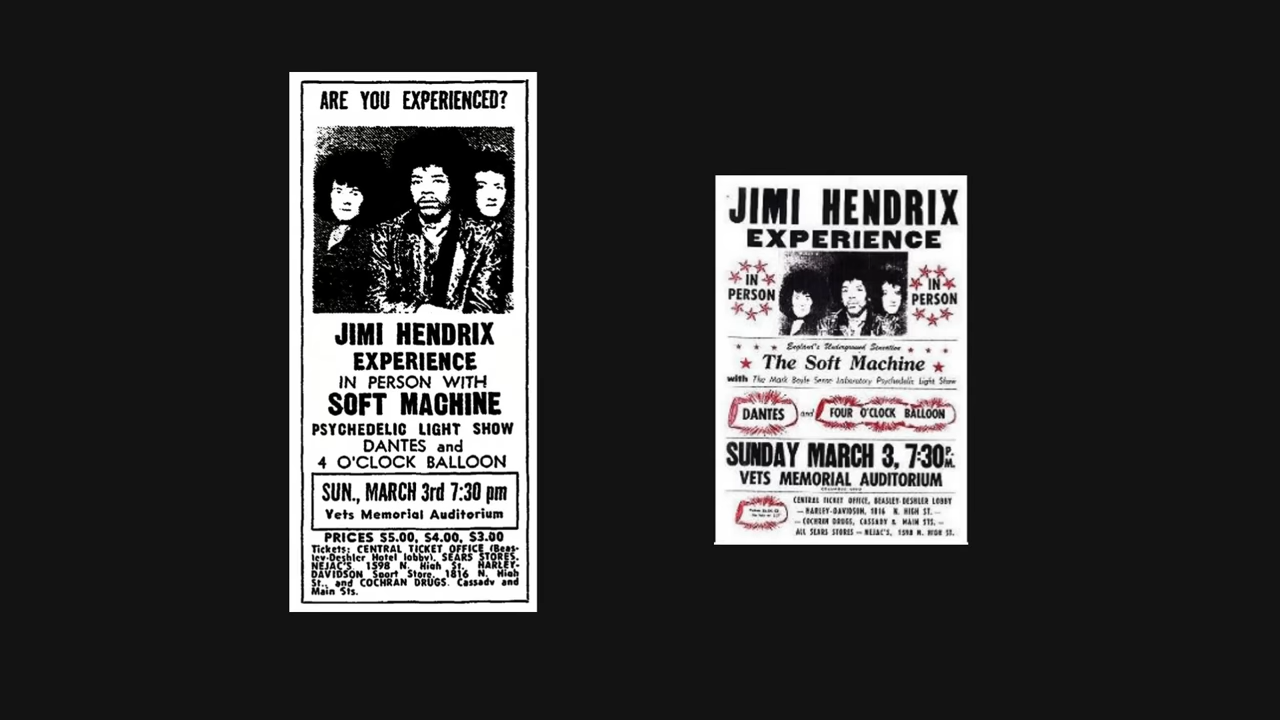 ARE YOU EXPERIENCED?
JIMI HENDRIX
EXPERIENCE
IN PERSON WITH
SOFT MACHINE
PSYCHEDELIC LIGHT SHOW
DANTES and
4 O'CLOCK BALLOON
SUN., MARCH 3rd 7:30 pm
Vets Memorial Auditorium
PRICES $5.00, $4.00, $3.00
Tickets: CENTRAL TICKET OFFICE (Beas-
ley-Deshler Hotel lobby), SEARS STORES,
NEJAC'S 1598 N. High St. HARLEY-
DAVIDSON Sport Store, 1816 N. High
St., and COCHRAN DRUGS. Cassady and
Main Sts.
JIMI HENDRIX
EXPERIENCE
IN
PERSON
IN
PERSON
England's Underground Sensation
The Soft Machine
with The Mark Boyle Sense Laboratory Psychedelic Light Show
DANTES and FOUR O'CLOCK BALLOON
SUNDAY MARCH 3, 7:30 P.M.
VETS MEMORIAL AUDITORIUM
CENTRAL TICKET OFFICE, BEASLEY-DESHLER LOBBY
— HARLEY-DAVIDSON, 1816 N. HIGH ST. —
— COCHRAN DRUGS, CASSADY & MAIN STS. —
ALL SEARS STORES — NEJAC'S, 1598 N. HIGH ST.